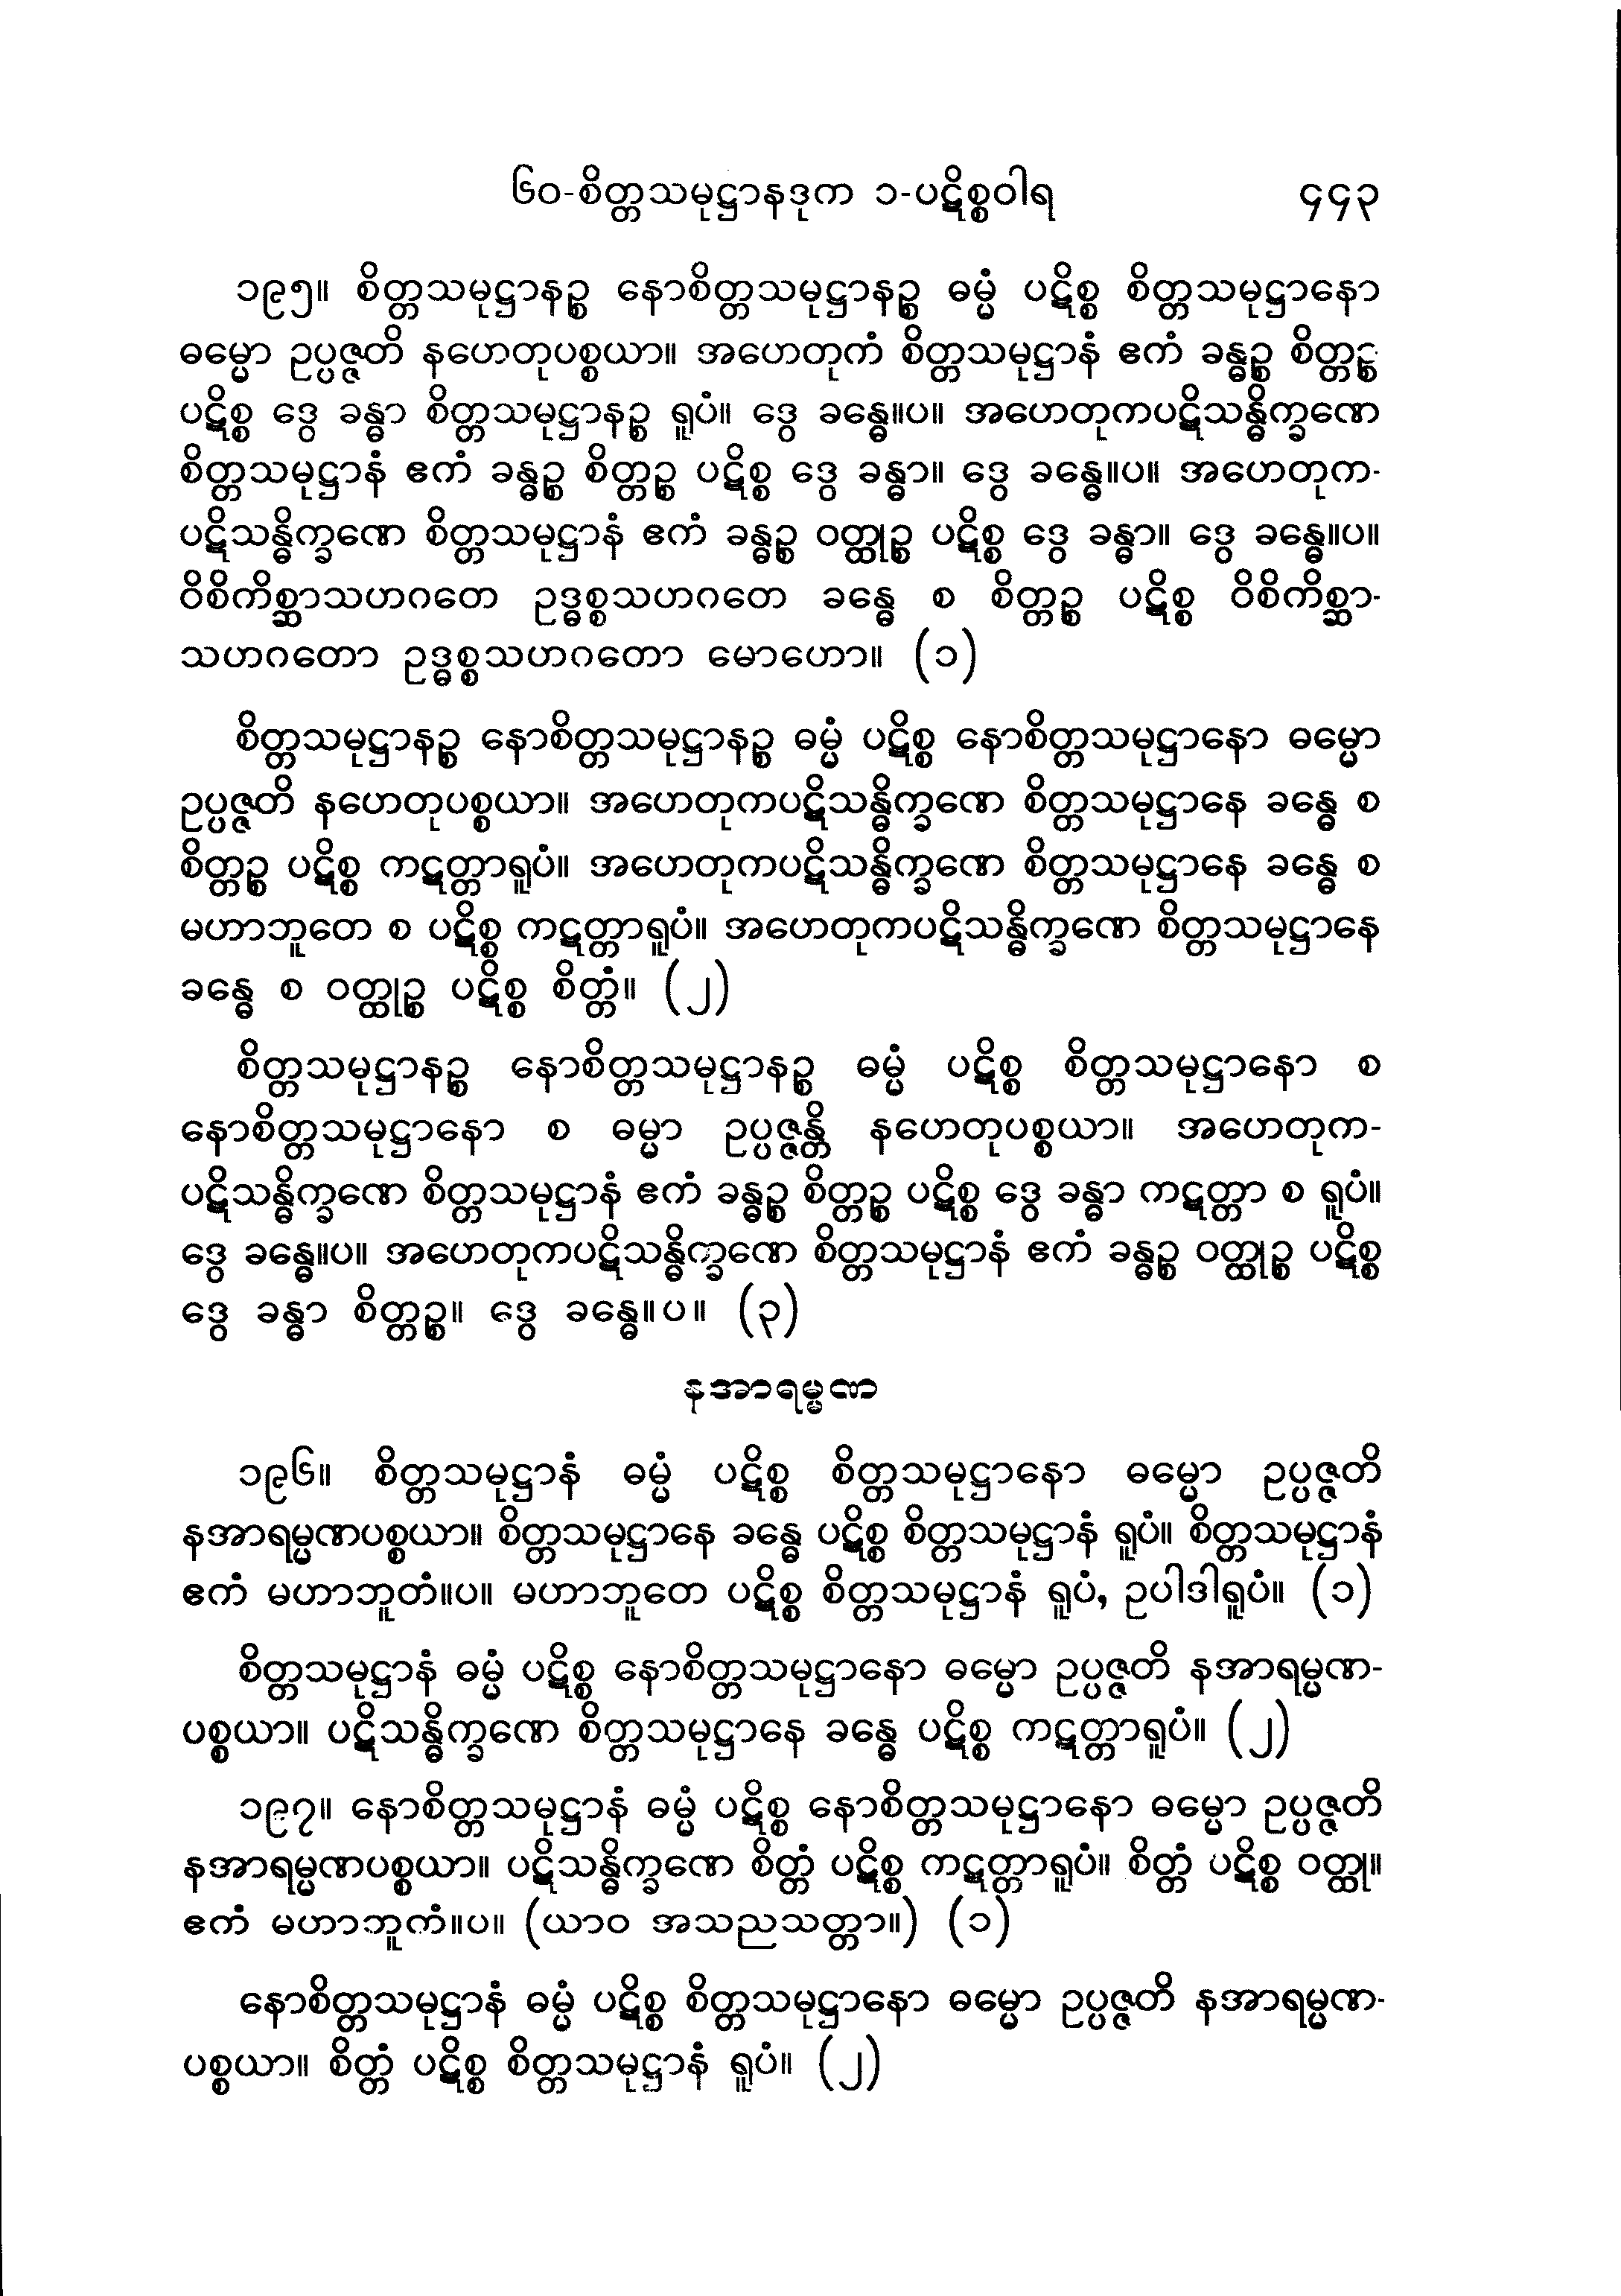 ၆၀-စိတ္တသမုဋ္ဌာနဒုက ၁-ပဋိစ္စဝါရ ၄၄၃
၁၉၅။ စိတ္တသမုဋ္ဌာနဉ္စ နောစိတ္တသမုဋ္ဌာနဉ္စ ဓမ္မံ ပဋိစ္စ စိတ္တသမုဋ္ဌာနော
ဓမ္မော ဥပ္ပဇ္ဇတိ နဟေတုပစ္စယာ။ အဟေတုကံ စိတ္တသမုဋ္ဌာနံ ဧကံ ခန္ဓဉ္စ စိတ္တဉ္စ
ပဋိစ္စ ဒွေ ခန္ဓာ စိတ္တသမုဋ္ဌာနဉ္စ ရူပံ။ ဒွေ ခန္ဓေ။ပ။ အဟေတုကပဋိသန္ဓိက္ခဏေ
စိတ္တသမုဋ္ဌာနံ ဧကံ ခန္ဓဉ္စ စိတ္တဉ္စ ပဋိစ္စ ဒွေ ခန္ဓာ။ ဒွေ ခန္ဓေ။ပ။ အဟေတုက-
ပဋိသန္ဓိက္ခဏေ စိတ္တသမုဋ္ဌာနံ ဧကံ ခန္ဓဉ္စ ဝတ္ထုဉ္စ ပဋိစ္စ ဒွေ ခန္ဓာ။ ဒွေ ခန္ဓေ။ပ။
ဝိစိကိစ္ဆာသဟဂတေ ဥဒ္ဓစ္စသဟဂတေ ခန္ဓေ စ စိတ္တဉ္စ ပဋိစ္စ ဝိစိကိစ္ဆာ-
သဟဂတော ဥဒ္ဓစ္စသဟဂတော မောဟော။ (၁)
စိတ္တသမုဋ္ဌာနဉ္စ နောစိတ္တသမုဋ္ဌာနဉ္စ ဓမ္မံ ပဋိစ္စ နောစိတ္တသမုဋ္ဌာနော ဓမ္မော
ဥပ္ပဇ္ဇတိ နဟေတုပစ္စယာ။ အဟေတုကပဋိသန္ဓိက္ခဏေ စိတ္တသမုဋ္ဌာနေ ခန္ဓေ စ
စိတ္တဉ္စ ပဋိစ္စ ကဋတ္တာရူပံ။ အဟေတုကပဋိသန္ဓိက္ခဏေ စိတ္တသမုဋ္ဌာနေ ခန္ဓေ စ
မဟာဘူတေ စ ပဋိစ္စ ကဋတ္တာရူပံ။ အဟေတုကပဋိသန္ဓိက္ခဏေ စိတ္တသမုဋ္ဌာနေ
ခန္ဓေ စ ဝတ္ထုဉ္စ ပဋိစ္စ စိတ္တံ။ (၂)
စိတ္တသမုဋ္ဌာနဉ္စ နောစိတ္တသမုဋ္ဌာနဉ္စ ဓမ္မံ ပဋိစ္စ စိတ္တသမုဋ္ဌာနော စ
နောစိတ္တသမုဋ္ဌာနော စ ဓမ္မာ ဥပ္ပဇ္ဇန္တိ နဟေတုပစ္စယာ။ အဟေတုက-
ပဋိသန္ဓိက္ခဏေ စိတ္တသမုဋ္ဌာနံ ဧကံ ခန္ဓဉ္စ စိတ္တဉ္စ ပဋိစ္စ ဒွေ ခန္ဓာ ကဋတ္တာ စ ရူပံ။
ဒွေ ခန္ဓေ။ပ။ အဟေတုကပဋိသန္ဓိက္ခဏေ စိတ္တသမုဋ္ဌာနံ ဧကံ ခန္ဓဉ္စ ဝတ္ထုဉ္စ ပဋိစ္စ
ဒွေ ခန္ဓာ စိတ္တဉ္စ။ ဒွေ ခန္ဓေ။ပ။ (၃)
နအာရမ္မဏ
၁၉၆။ စိတ္တသမုဋ္ဌာနံ ဓမ္မံ ပဋိစ္စ စိတ္တသမုဋ္ဌာနော ဓမ္မော ဥပ္ပဇ္ဇတိ
နအာရမ္မဏပစ္စယာ။ စိတ္တသမုဋ္ဌာနေ ခန္ဓေ ပဋိစ္စ စိတ္တသမုဋ္ဌာနံ ရူပံ။ စိတ္တသမုဋ္ဌာနံ
ဧကံ မဟာဘူတံ။ပ။ မဟာဘူတေ ပဋိစ္စ စိတ္တသမုဋ္ဌာနံ ရူပံ, ဥပါဒါရူပံ။ (၁)
စိတ္တသမုဋ္ဌာနံ ဓမ္မံ ပဋိစ္စ နောစိတ္တသမုဋ္ဌာနော ဓမ္မော ဥပ္ပဇ္ဇတိ နအာရမ္မဏ-
ပစ္စယာ။ ပဋိသန္ဓိက္ခဏေ စိတ္တသမုဋ္ဌာနေ ခန္ဓေ ပဋိစ္စ ကဋတ္တာရူပံ။ (၂)
၁၉၇။ နောစိတ္တသမုဋ္ဌာနံ ဓမ္မံ ပဋိစ္စ နောစိတ္တသမုဋ္ဌာနော ဓမ္မော ဥပ္ပဇ္ဇတိ
နအာရမ္မဏပစ္စယာ။ ပဋိသန္ဓိက္ခဏေ စိတ္တံ ပဋိစ္စ ကဋတ္တာရူပံ။ စိတ္တံ ပဋိစ္စ ဝတ္ထု။
ဧကံ မဟာဘူကံ။ပ။ (ယာဝ အသညသတ္တာ။) (၁)
နောစိတ္တသမုဋ္ဌာနံ ဓမ္မံ ပဋိစ္စ စိတ္တသမုဋ္ဌာနော ဓမ္မော ဥပ္ပဇ္ဇတိ နအာရမ္မဏ-
ပစ္စယာ။ စိတ္တံ ပဋိစ္စ စိတ္တသမုဋ္ဌာနံ ရူပံ။ (၂)